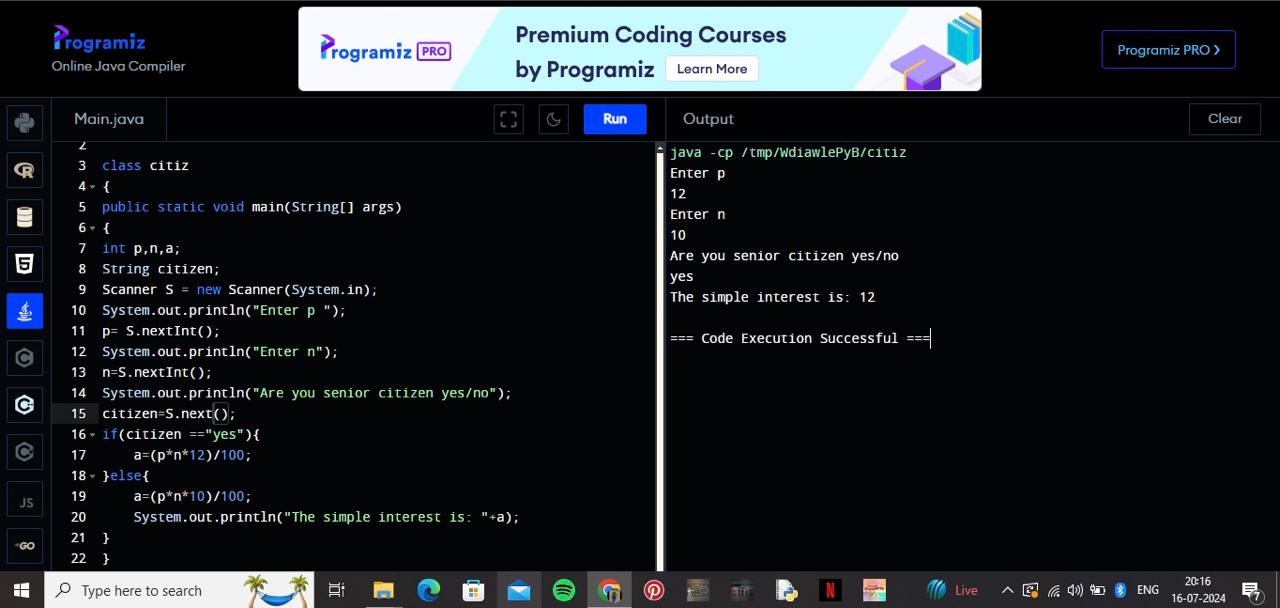 Programiz
Online Java Compiler
Programiz PRO
Premium Coding Courses
by Programiz
Learn More
Programiz PRO ❯
Main.java
Run
Output
Clear
2
3 class citiz
4 {
5 public static void main(String[] args)
6 {
7 int p,n,a;
8 String citizen;
9 Scanner S = new Scanner(System.in);
10 System.out.println("Enter p ");
11 p= S.nextInt();
12 System.out.println("Enter n");
13 n=S.nextInt();
14 System.out.println("Are you senior citizen yes/no");
15 citizen=S.next();
16 if(citizen =="yes"){
17 a=(p*n*12)/100;
18 }else{
19 a=(p*n*10)/100;
20 System.out.println("The simple interest is: "+a);
21 }
22 }
java -cp /tmp/WdiawlePyB/citiz
Enter p
12
Enter n
10
Are you senior citizen yes/no
yes
The simple interest is: 12
=== Code Execution Successful ===
R
5
C
C
C
JS
GO
Type here to search
N
Live
ENG
20:16
16-07-2024
7